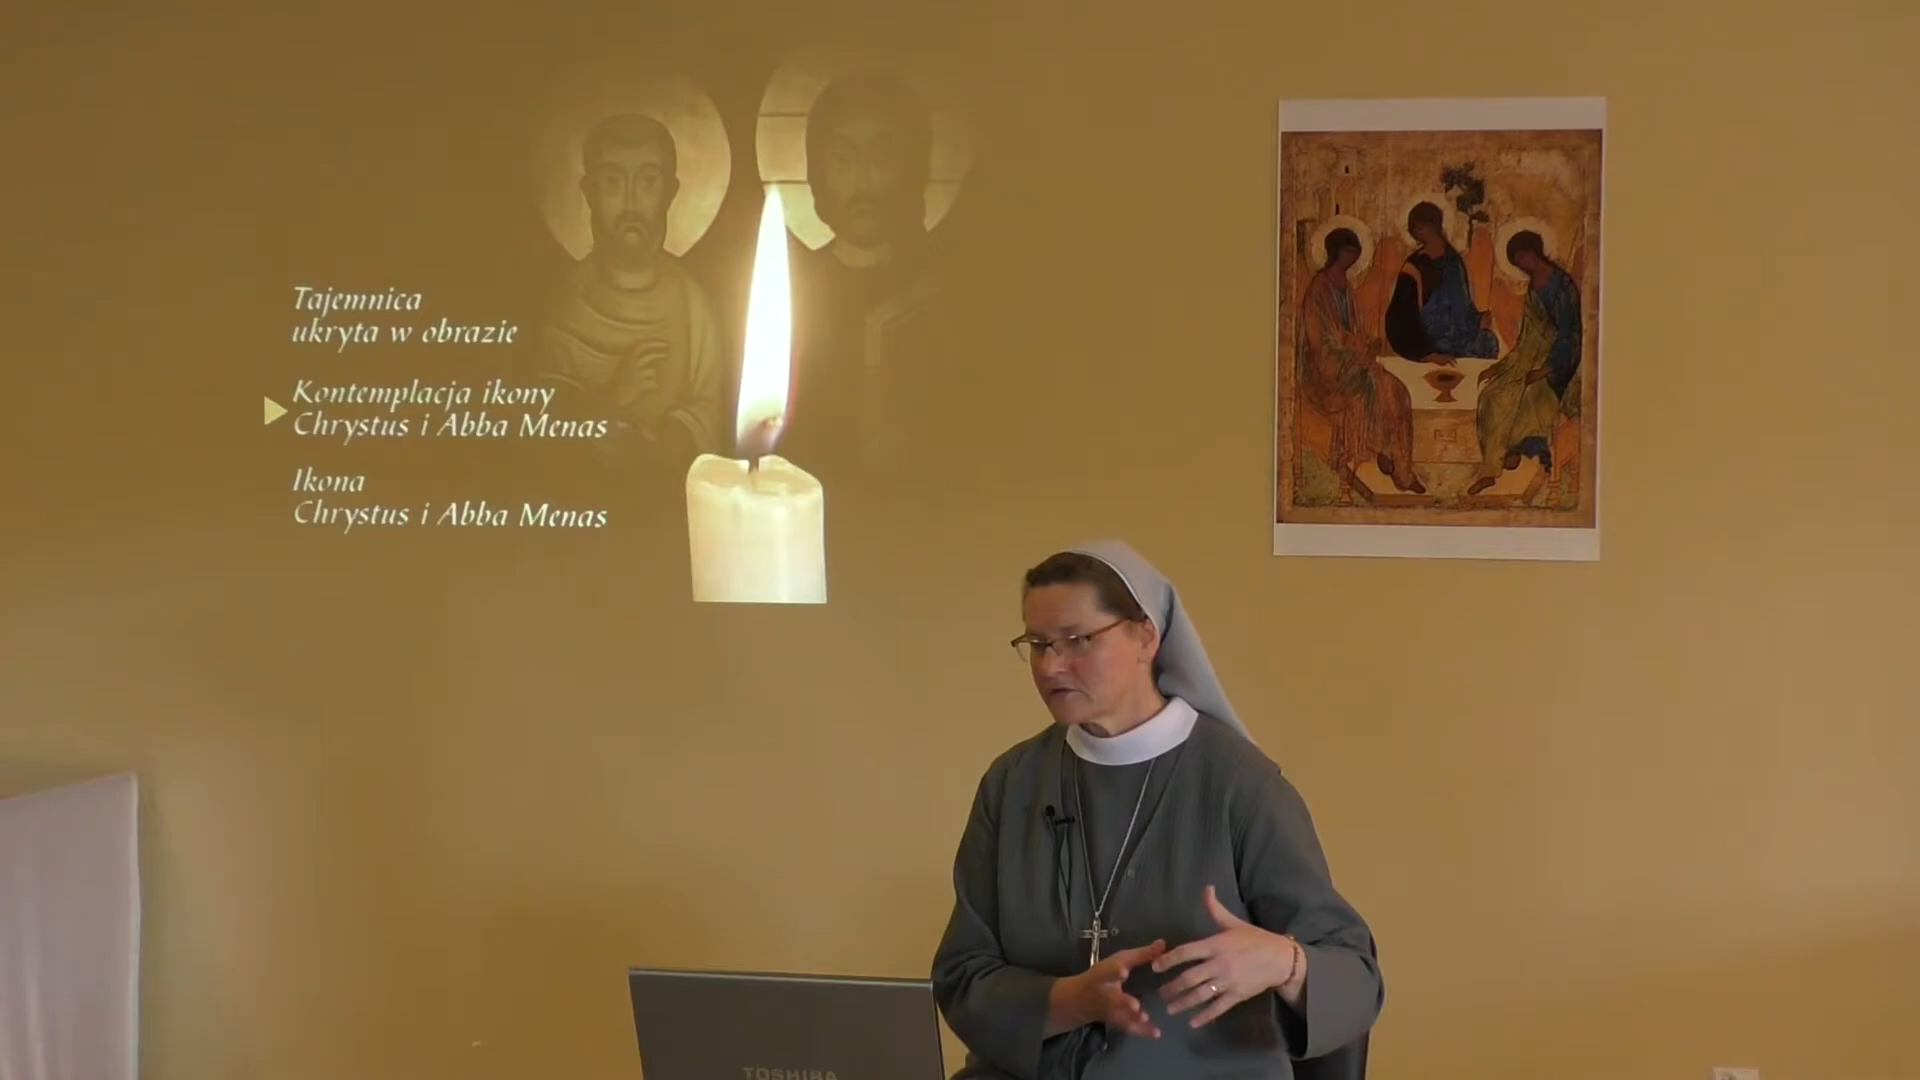 Tajemnica
ukryta w obrazie
Kontemplacja ikony
Chrystus i Abba Menas
Ikona
Chrystus i Abba Menas
TOSHIBA